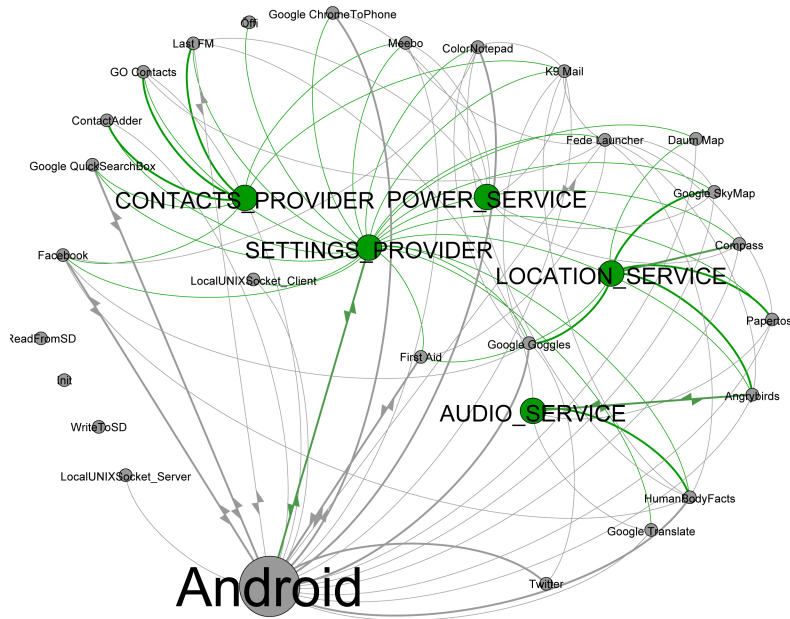 Google ChromeToPhone
Offi
Last FM
Meebo
ColorNotepad
GO Contacts
K9 Mail
ContactAdder
Fede Launcher
Daum Map
Google QuickSearchBox
Google SkyMap
CONTACTS_PROVIDER
POWER_SERVICE
SETTINGS_PROVIDER
Compass
Facebook
LocalUNIXSocket_Client
LOCATION_SERVICE
Papertos
ReadFromSD
First Aid
Google Goggles
Init
Angrybirds
AUDIO_SERVICE
WriteToSD
LocalUNIXSocket_Server
HumanBodyFacts
Google Translate
Android
Twitter